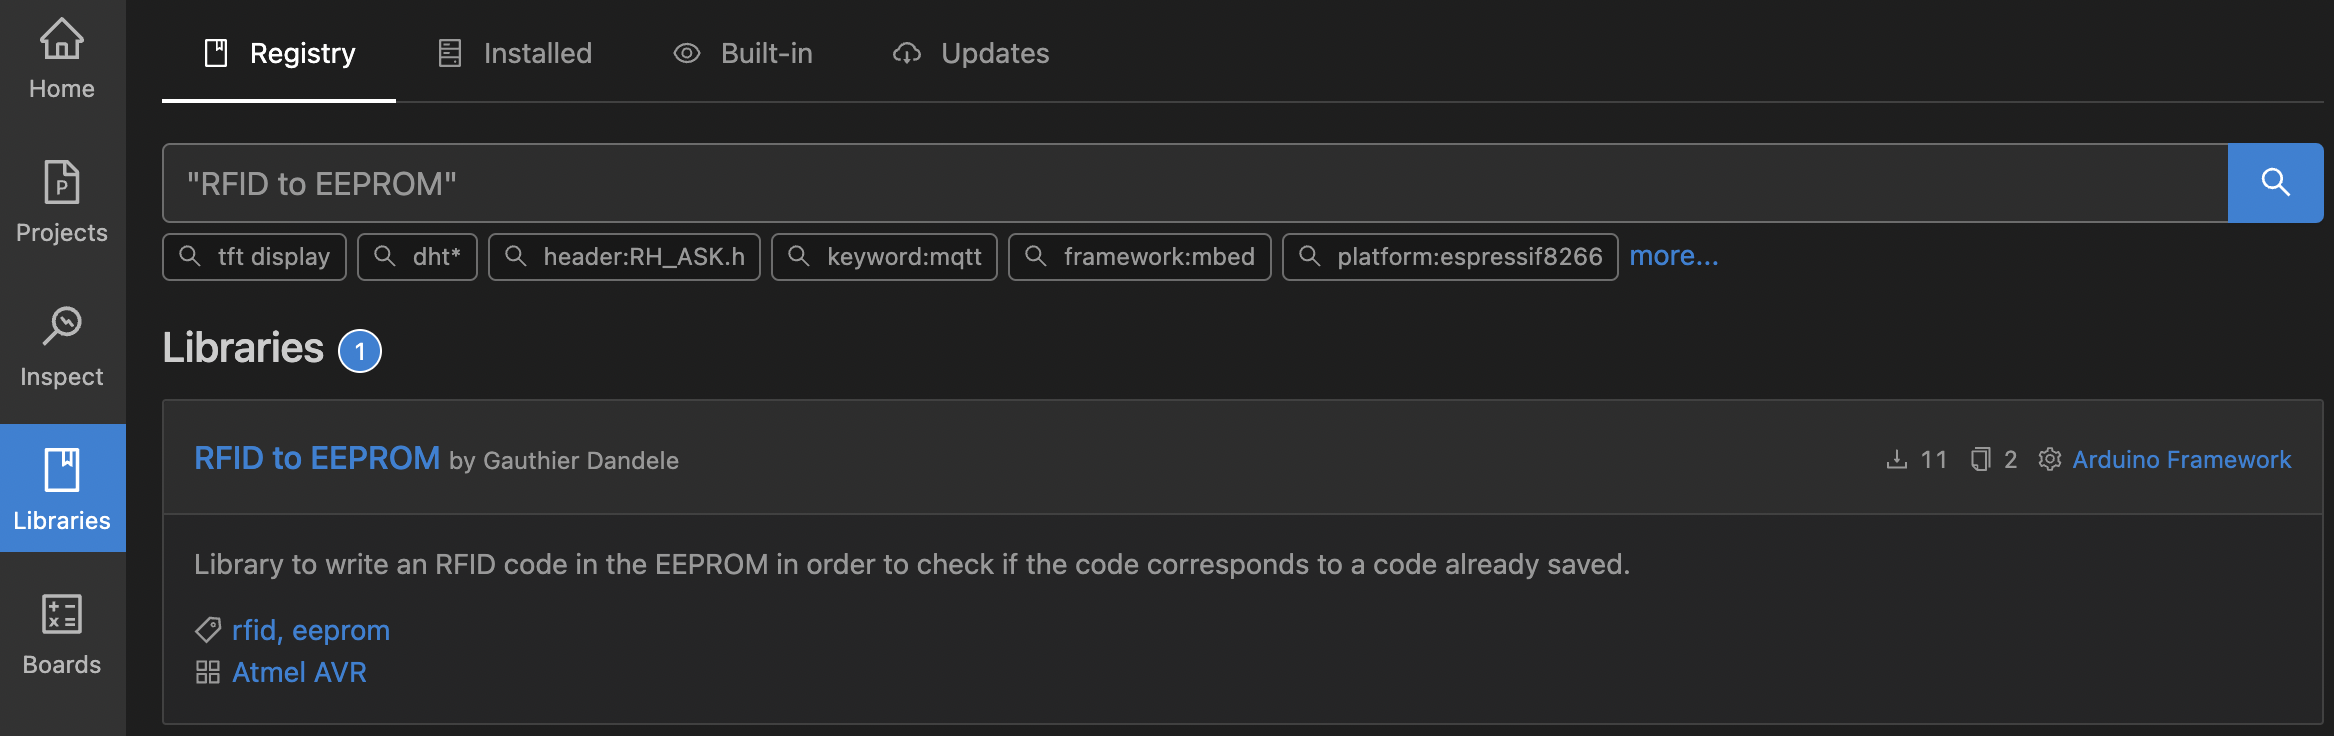 Home
Projects
Inspect
Libraries
Boards
Registry Installed Built-in Updates
"RFID to EEPROM"
tft display dht* header:RH_ASK.h keyword:mqtt framework:mbed platform:espressif8266 more...
Libraries 1
RFID to EEPROM by Gauthier Dandele 11 2 Arduino Framework
Library to write an RFID code in the EEPROM in order to check if the code corresponds to a code already saved.
rfid, eeprom
Atmel AVR